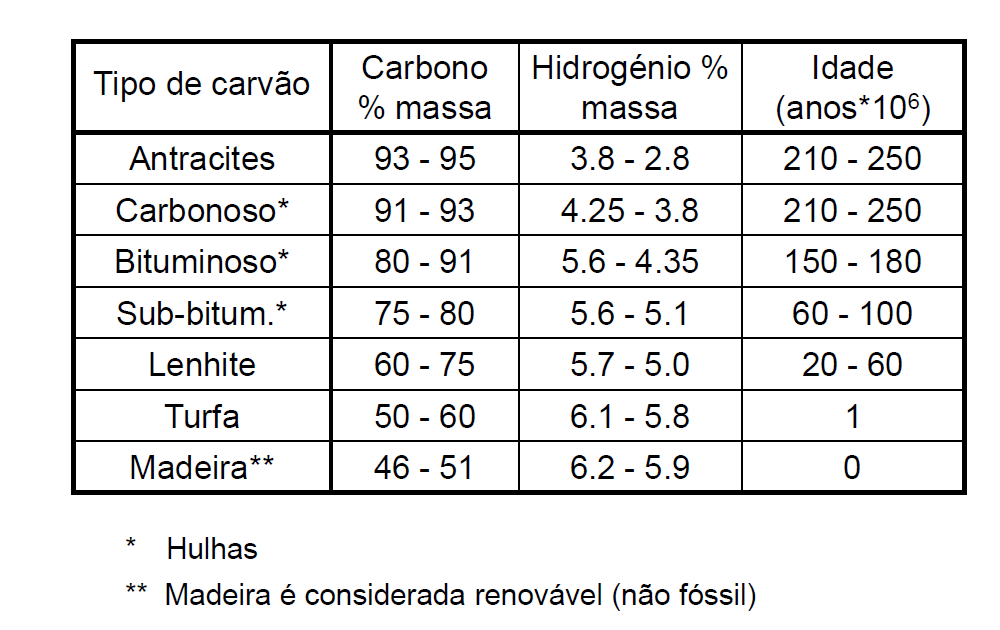 Tipo de carvão Carbono % massa Hidrogénio % massa Idade (anos*10⁶)
Antracites 93 - 95 3.8 - 2.8 210 - 250
Carbonoso* 91 - 93 4.25 - 3.8 210 - 250
Bituminoso* 80 - 91 5.6 - 4.35 150 - 180
Sub-bitum.* 75 - 80 5.6 - 5.1 60 - 100
Lenhite 60 - 75 5.7 - 5.0 20 - 60
Turfa 50 - 60 6.1 - 5.8 1
Madeira** 46 - 51 6.2 - 5.9 0
* Hulhas
** Madeira é considerada renovável (não fóssil)